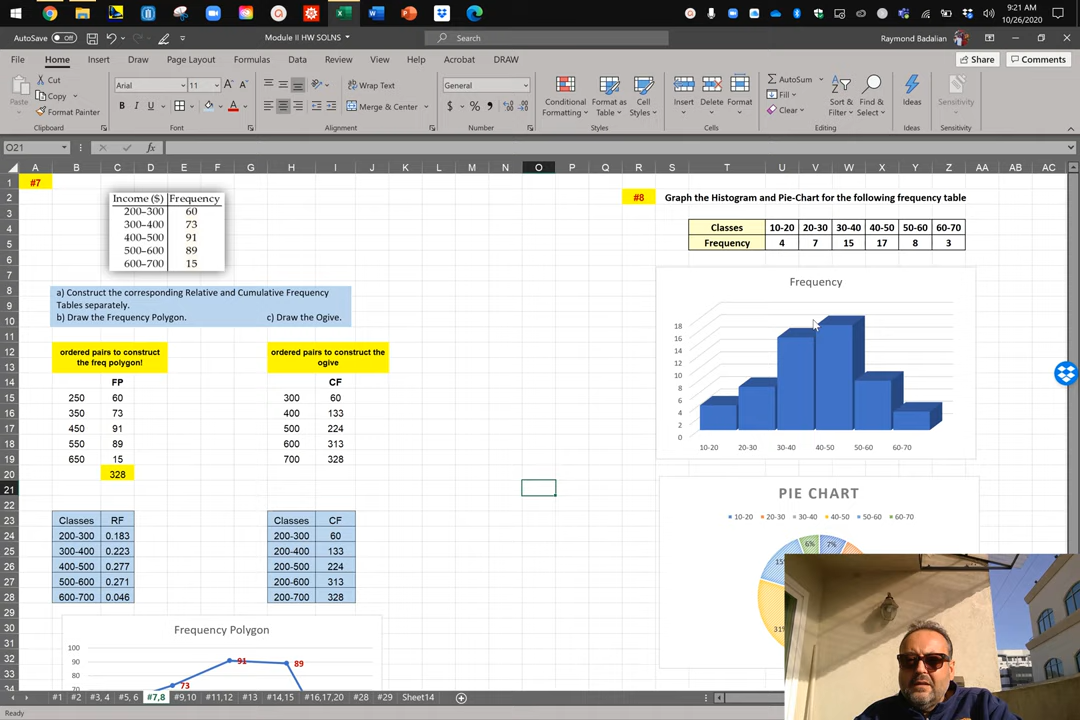 9:21 AM
10/26/2020
AutoSave Off
Module II HW SOLNS
Search
Raymond Badalian
File Home Insert Draw Page Layout Formulas Data Review View Help Acrobat DRAW
Share Comments
Paste Cut Copy Format Painter
Arial 11
Wrap Text
Merge & Center
General
Conditional Formatting Format as Table Cell Styles
Insert Delete Format
AutoSum Fill Clear
Sort & Filter Find & Select
Ideas
Sensitivity
Clipboard Font Alignment Number Styles Cells Editing Ideas Sensitivity
O21
A B C D E F G H I J K L M N O P Q R S T U V W X Y Z AA AB AC
#7
Income ($) Frequency
200–300 60
300–400 73
400–500 91
500–600 89
600–700 15
a) Construct the corresponding Relative and Cumulative Frequency
Tables separately.
b) Draw the Frequency Polygon. c) Draw the Ogive.
ordered pairs to construct
the freq polygon!
FP
250 60
350 73
450 91
550 89
650 15
328
ordered pairs to construct the
ogive
CF
300 60
400 133
500 224
600 313
700 328
Classes RF
200-300 0.183
300-400 0.223
400-500 0.277
500-600 0.271
600-700 0.046
Classes CF
200-300 60
200-400 133
200-500 224
200-600 313
200-700 328
Frequency Polygon
100
90
80
70
73
91
89
#8 Graph the Histogram and Pie-Chart for the following frequency table
Classes 10-20 20-30 30-40 40-50 50-60 60-70
Frequency 4 7 15 17 8 3
Frequency
18
16
14
12
10
8
6
4
2
0
10-20 20-30 30-40 40-50 50-60 60-70
PIE CHART
10-20 20-30 30-40 40-50 50-60 60-70
6% 7%
31%
#1 #2 #3, 4 #5, 6 #7,8 #9,10 #11,12 #13 #14,15 #16,17,20 #28 #29 Sheet14
Ready